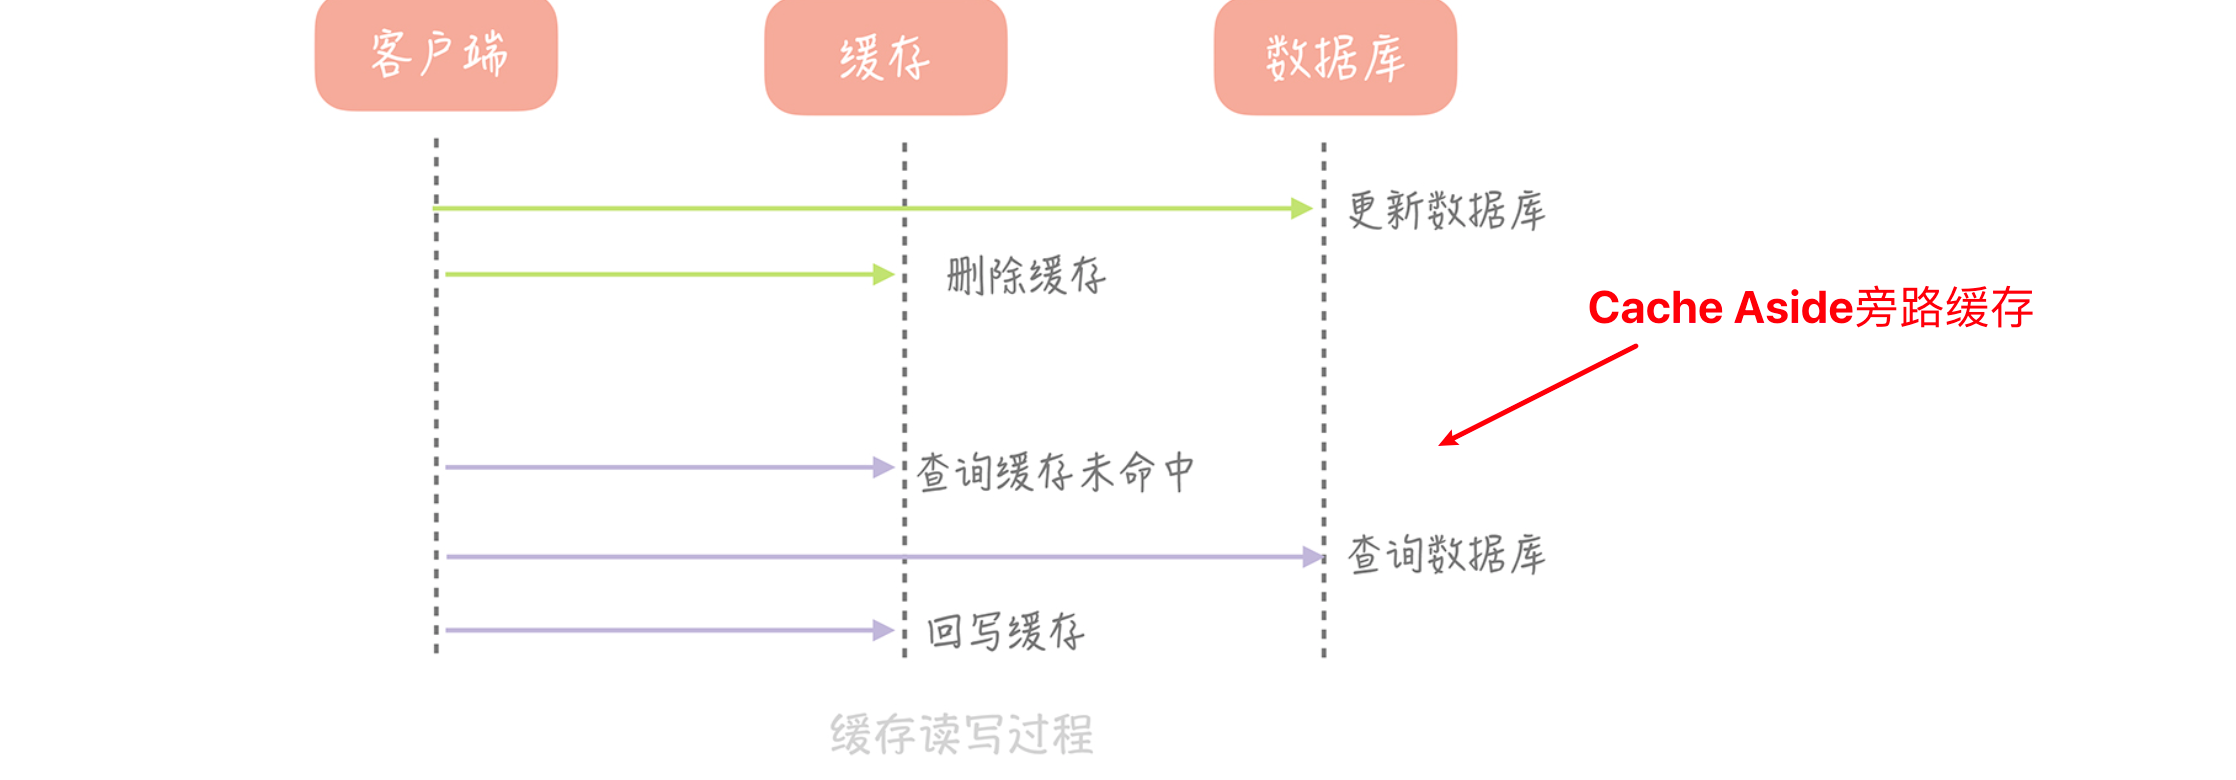 客户端
缓存
数据库
更新数据库
删除缓存
Cache Aside旁路缓存
查询缓存未命中
查询数据库
回写缓存
缓存读写过程